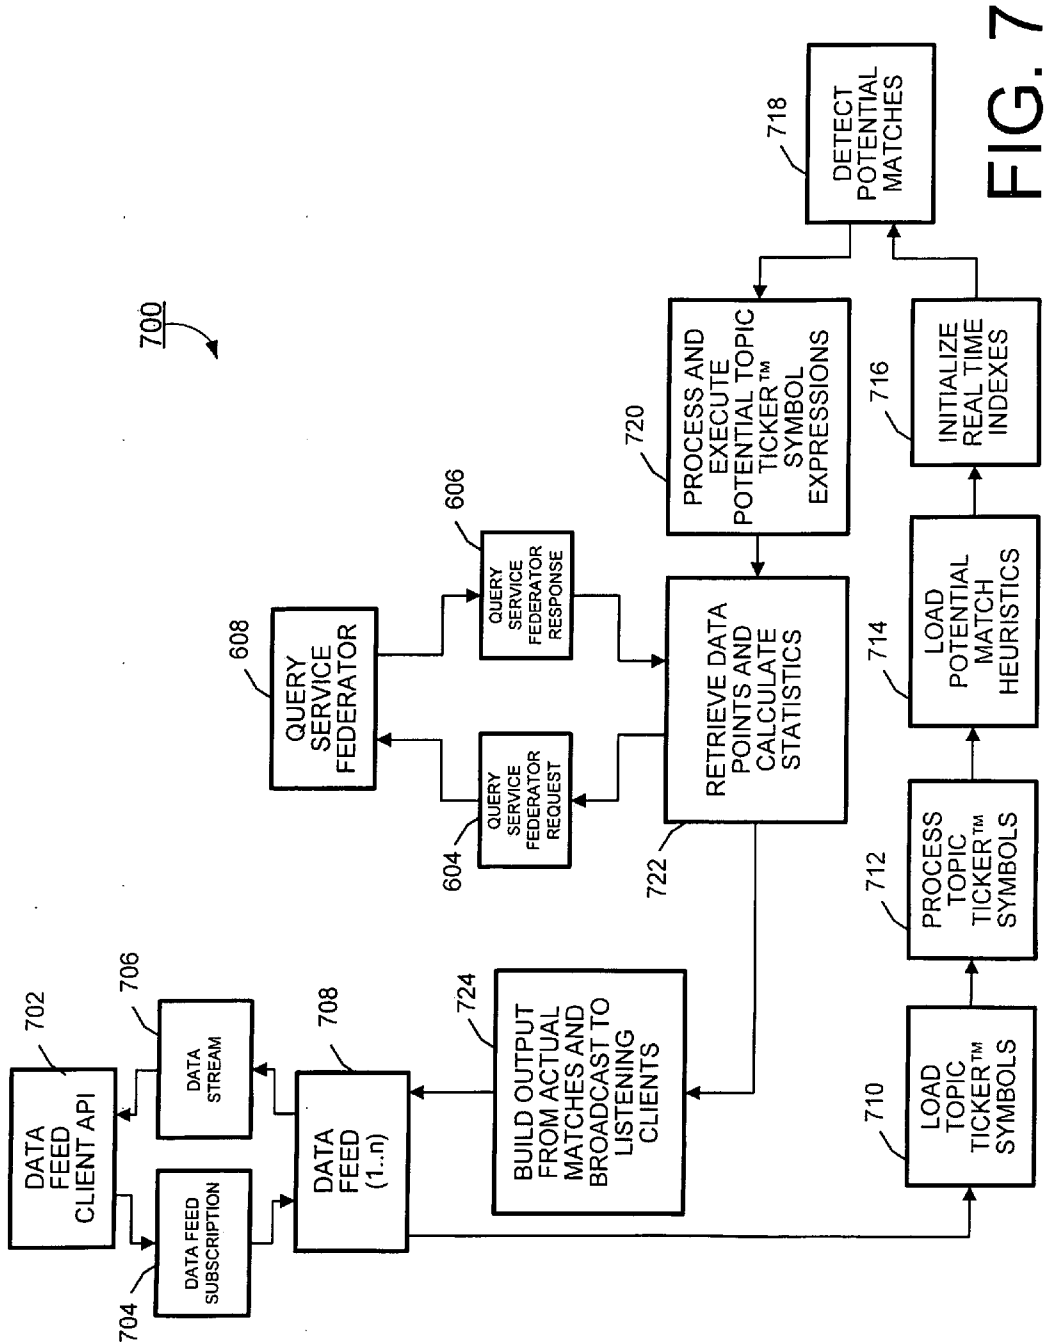 700
702
DATA
FEED
CLIENT API
704
DATA FEED
SUBSCRIPTION
706
DATA
STREAM
708
DATA
FEED
(1..n)
724
BUILD OUTPUT
FROM ACTUAL
MATCHES AND
BROADCAST TO
LISTENING
CLIENTS
608
QUERY
SERVICE
FEDERATOR
604
QUERY
SERVICE
FEDERATOR
REQUEST
606
QUERY
SERVICE
FEDERATOR
RESPONSE
722
RETRIEVE DATA
POINTS AND
CALCULATE
STATISTICS
720
PROCESS AND
EXECUTE
POTENTIAL TOPIC
TICKER™
SYMBOL
EXPRESSIONS
718
DETECT
POTENTIAL
MATCHES
710
LOAD
TOPIC
TICKER™
SYMBOLS
712
PROCESS
TOPIC
TICKER™
SYMBOLS
714
LOAD
POTENTIAL
MATCH
HEURISTICS
716
INITIALIZE
REAL TIME
INDEXES
FIG. 7